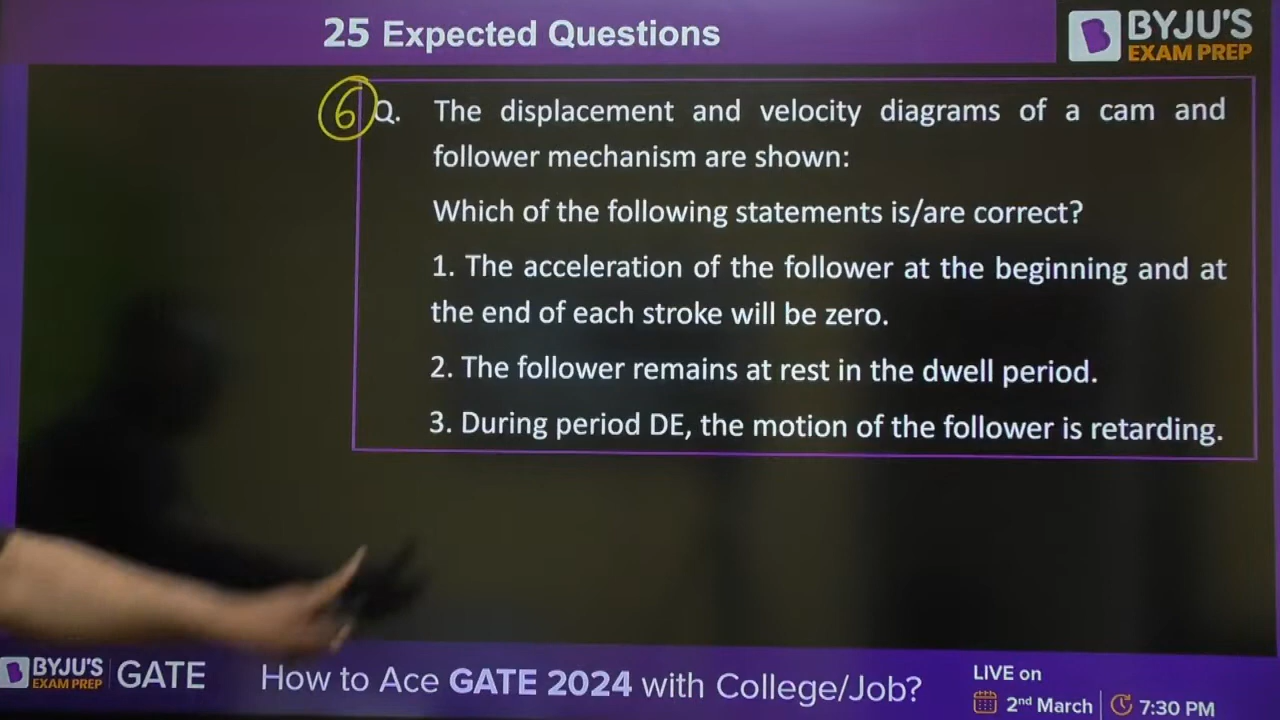 25 Expected Questions
BYJU'S
EXAM PREP
6 Q. The displacement and velocity diagrams of a cam and
follower mechanism are shown:
Which of the following statements is/are correct?
1. The acceleration of the follower at the beginning and at
the end of each stroke will be zero.
2. The follower remains at rest in the dwell period.
3. During period DE, the motion of the follower is retarding.
BYJU'S
EXAM PREP
GATE
How to Ace GATE 2024 with College/Job?
LIVE on
2nd March
7:30 PM